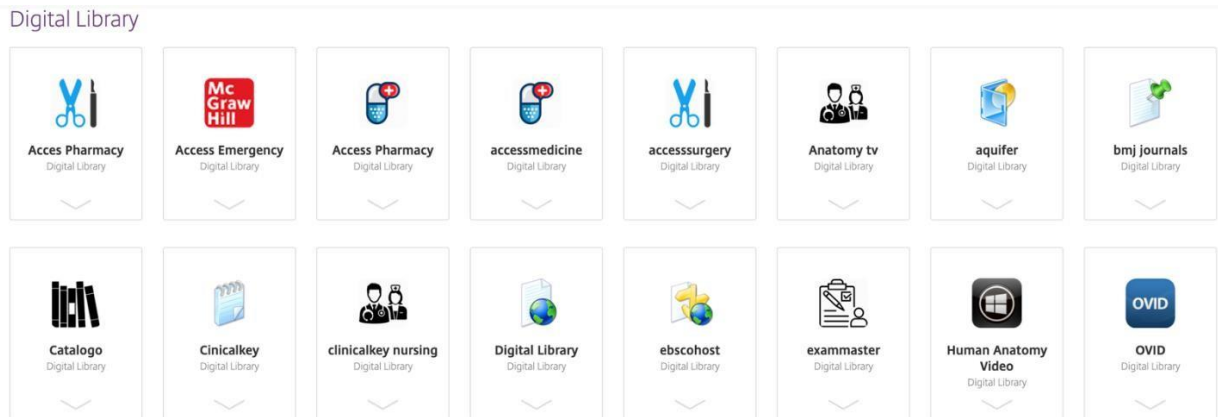 Digital Library
Mc
Graw
Hill
Acces Pharmacy
Digital Library
Access Emergency
Digital Library
Access Pharmacy
Digital Library
accessmedicine
Digital Library
accesssurgery
Digital Library
Anatomy tv
Digital Library
aquifer
Digital Library
bmj journals
Digital Library
OVID
Catalogo
Digital Library
Cinicalkey
Digital Library
clinicalkey nursing
Digital Library
Digital Library
Digital Library
ebscohost
Digital Library
exammaster
Digital Library
Human Anatomy
Video
Digital Library
OVID
Digital Library